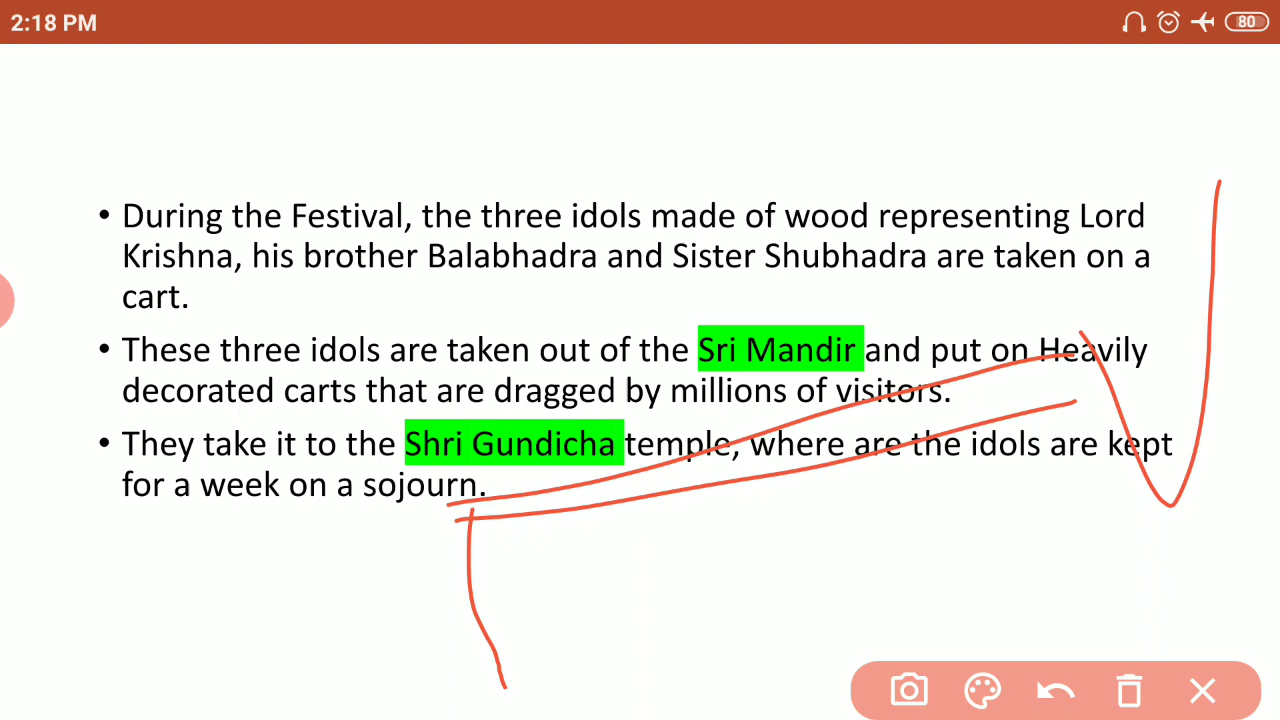 2:18 PM
80
• During the Festival, the three idols made of wood representing Lord
Krishna, his brother Balabhadra and Sister Shubhadra are taken on a
cart.
• These three idols are taken out of the Sri Mandir and put on Heavily
decorated carts that are dragged by millions of visitors.
• They take it to the Shri Gundicha temple, where are the idols are kept
for a week on a sojourn.